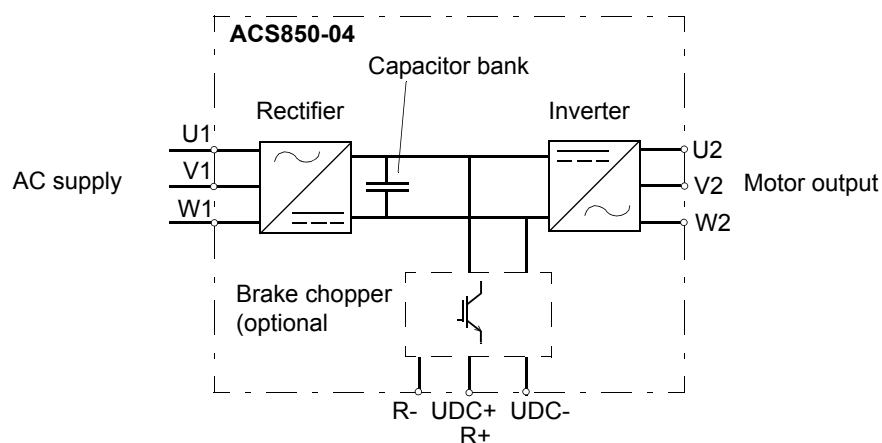 ACS850-04
Capacitor bank
Rectifier
Inverter
U1
V1
W1
AC supply
U2
V2
W2
Motor output
Brake chopper
(optional
R-
UDC+
R+
UDC-